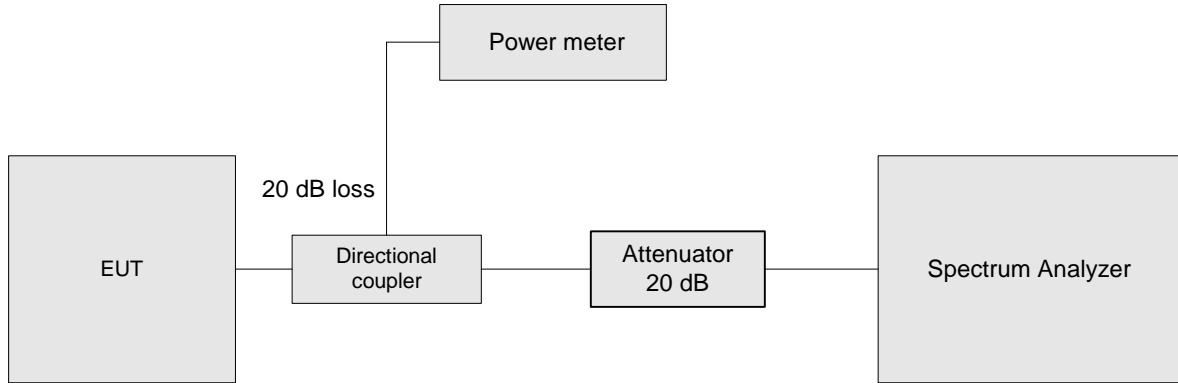 Power meter
20 dB loss
EUT
Directional
coupler
Attenuator
20 dB
Spectrum Analyzer